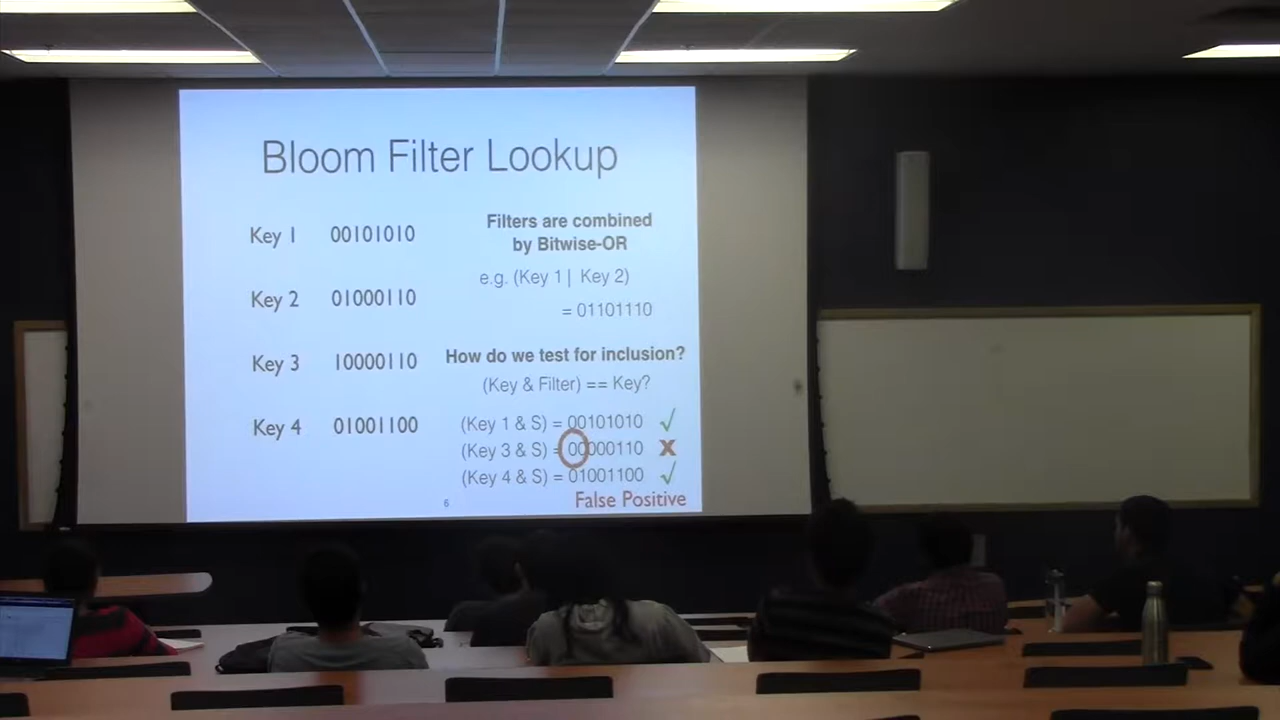 Bloom Filter Lookup
Key 1 00101010
Key 2 01000110
Key 3 10000110
Key 4 01001100
Filters are combined
by Bitwise-OR
e.g. (Key 1 | Key 2)
= 01101110
How do we test for inclusion?
(Key & Filter) == Key?
(Key 1 & S) = 00101010 √
(Key 3 & S) = 00000110 X
(Key 4 & S) = 01001100 √
False Positive
6